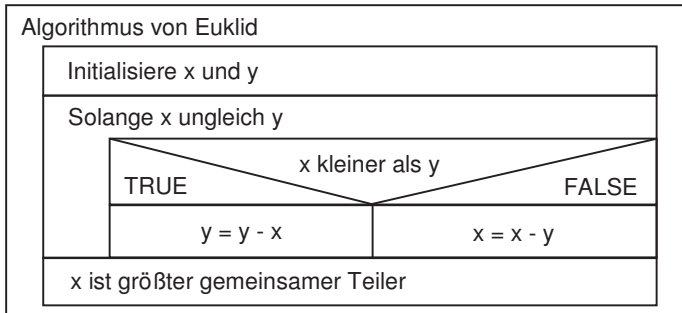 Algorithmus von Euklid
Initialisiere x und y
Solange x ungleich y
x kleiner als y
TRUE
FALSE
y = y - x
x = x - y
x ist größter gemeinsamer Teiler